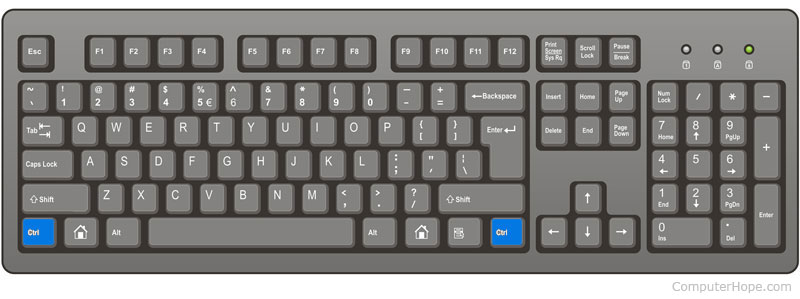 Esc F1 F2 F3 F4 F5 F6 F7 F8 F9 F10 F11 F12 Print Screen Sys Rq Scroll Lock Pause Break 1 A
~ ! @ # $ % ^ & * ( ) _ +
` 1 2 3 4 5 € 6 7 8 9 0 - = ←Backspace Insert Home Page Up Num Lock / * -
Tab Q W E R T Y U I O P { [ } ] Enter Delete End Page Down 7 Home 8 ↑ 9 PgUp +
Caps Lock A S D F G H J K L : ; " ' | \ 4 ← 5 6 →
⇧ Shift Z X C V B N M < , > . ? / ⇧ Shift ↑ 1 End 2 ↓ 3 PgDn Enter
Ctrl Alt Alt Ctrl ← ↓ → 0 Ins . Del
ComputerHope.com